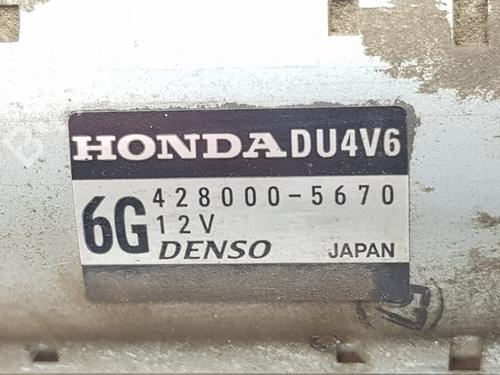 HONDA DU4V6
6G 428000-5670
12V
DENSO JAPAN